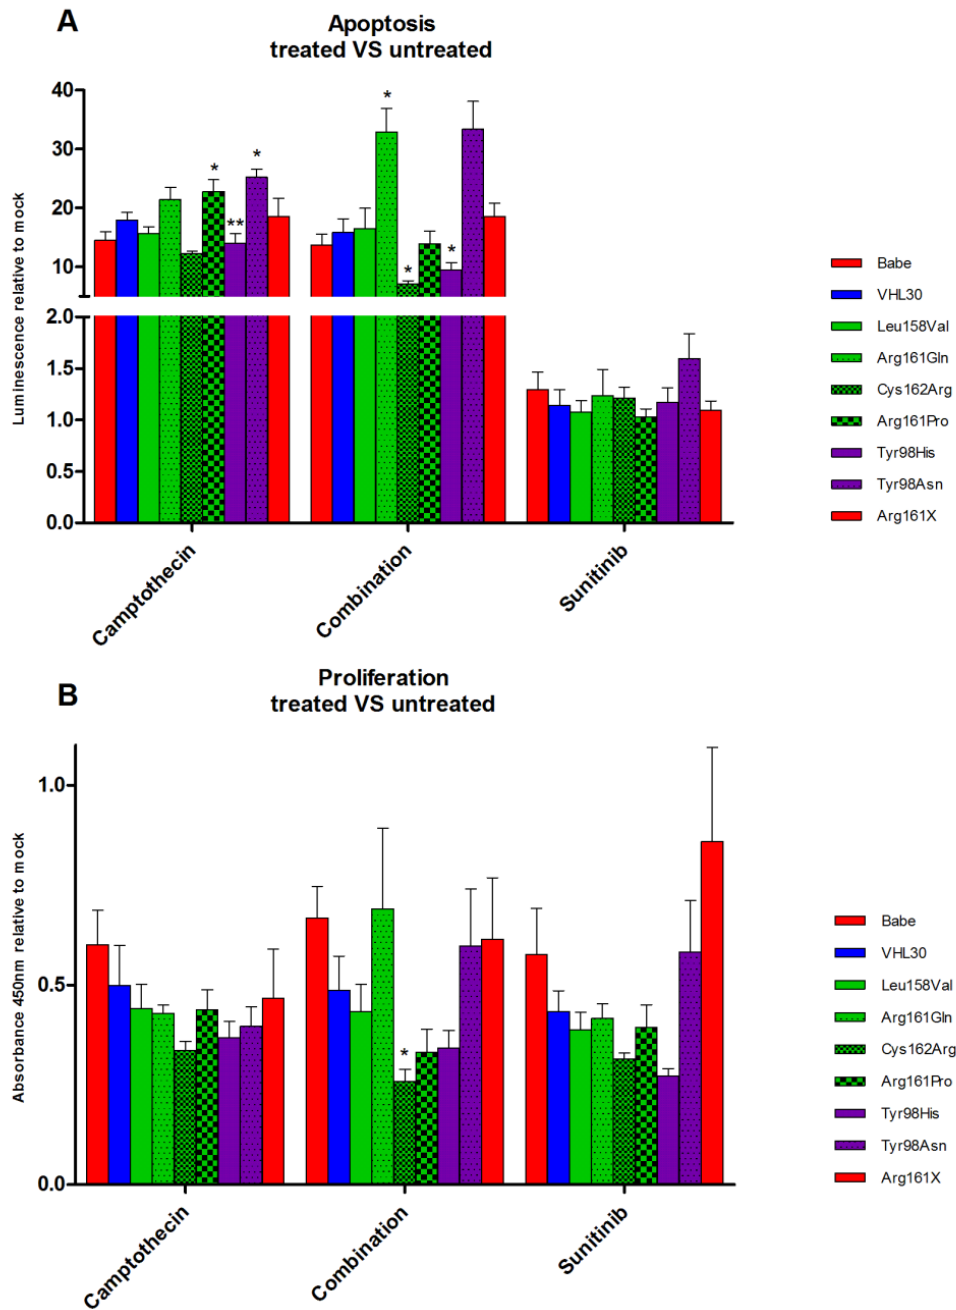 A
Apoptosis
treated VS untreated
Luminescence relative to mock
40
30
20
10
2.0
1.5
1.0
0.5
0.0
*
*
**
*
*
*
Camptothecin
Combination
Sunitinib
Babe
VHL30
Leu158Val
Arg161Gln
Cys162Arg
Arg161Pro
Tyr98His
Tyr98Asn
Arg161X
B
Proliferation
treated VS untreated
Absorbance 450nm relative to mock
1.0
0.5
0.0
*
Camptothecin
Combination
Sunitinib
Babe
VHL30
Leu158Val
Arg161Gln
Cys162Arg
Arg161Pro
Tyr98His
Tyr98Asn
Arg161X